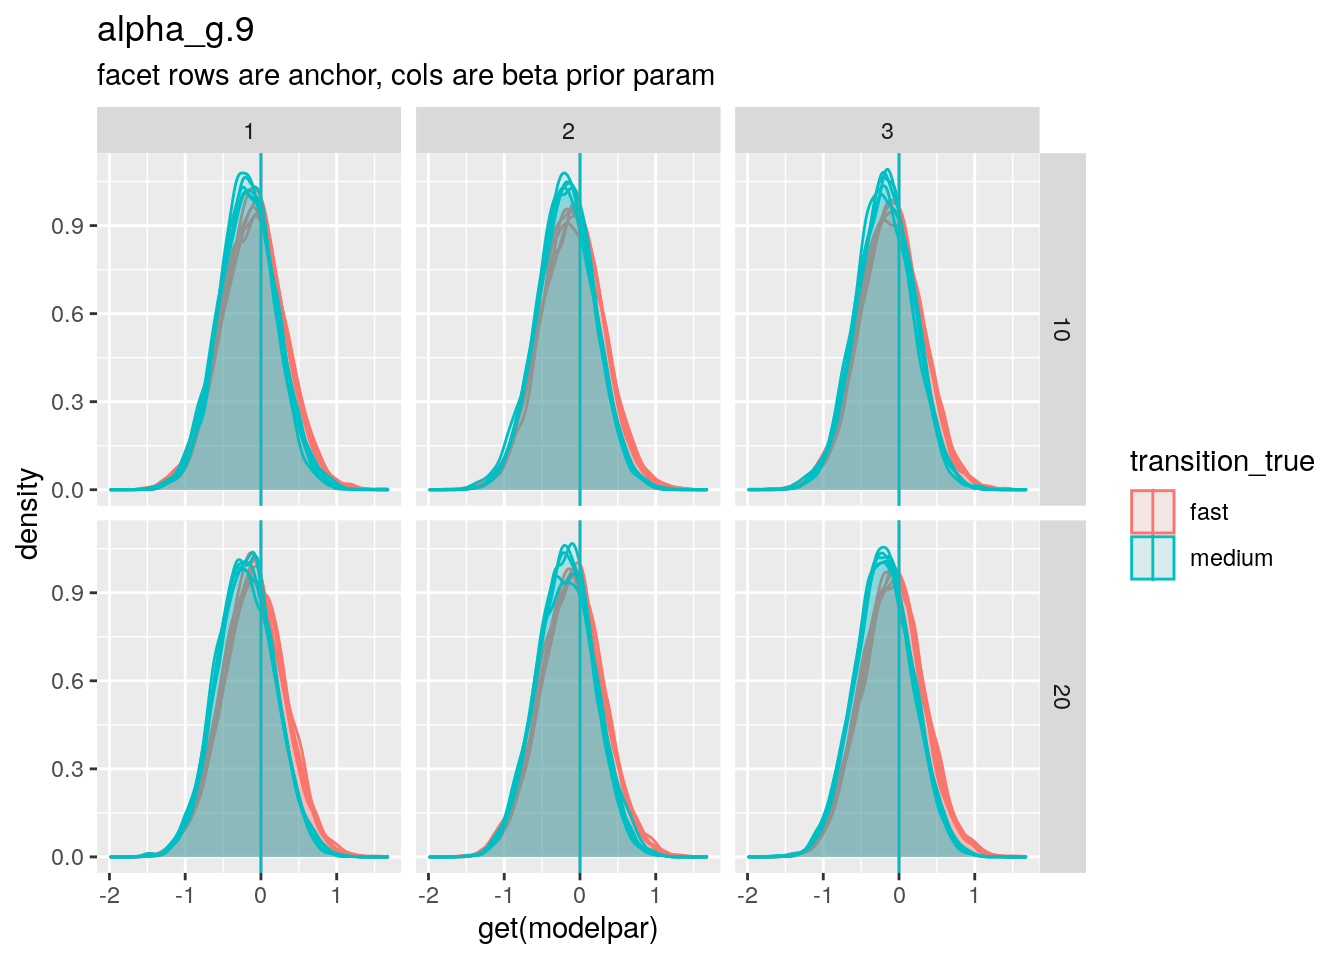 alpha_g.9
facet rows are anchor, cols are beta prior param
1 2 3
0.9
0.6
0.3
0.0
10
0.9
0.6
0.3
0.0
20
density
-2 -1 0 1 -2 -1 0 1 -2 -1 0 1
get(modelpar)
transition_true
fast
medium